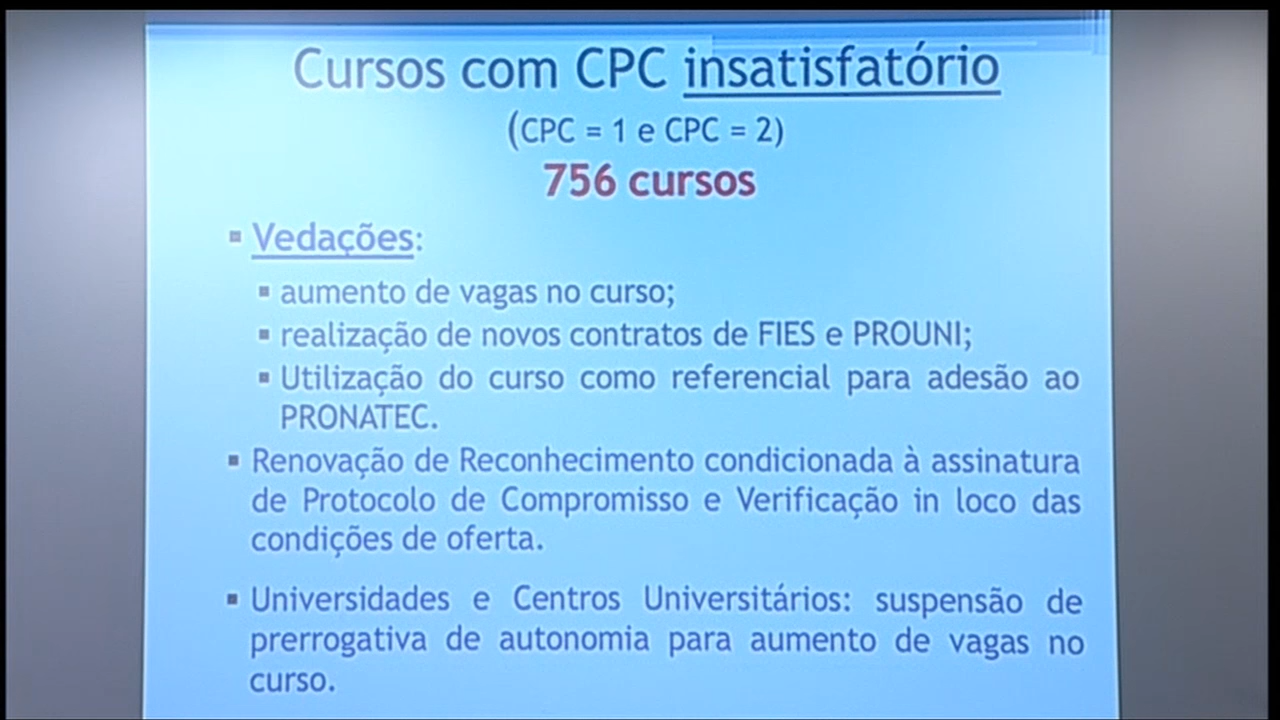 Cursos com CPC insatisfatório
(CPC = 1 e CPC = 2)
756 cursos
▪ Vedações:
▪ aumento de vagas no curso;
▪ realização de novos contratos de FIES e PROUNI;
▪ Utilização do curso como referencial para adesão ao
PRONATEC.
▪ Renovação de Reconhecimento condicionada à assinatura
de Protocolo de Compromisso e Verificação in loco das
condições de oferta.
▪ Universidades e Centros Universitários: suspensão de
prerrogativa de autonomia para aumento de vagas no
curso.